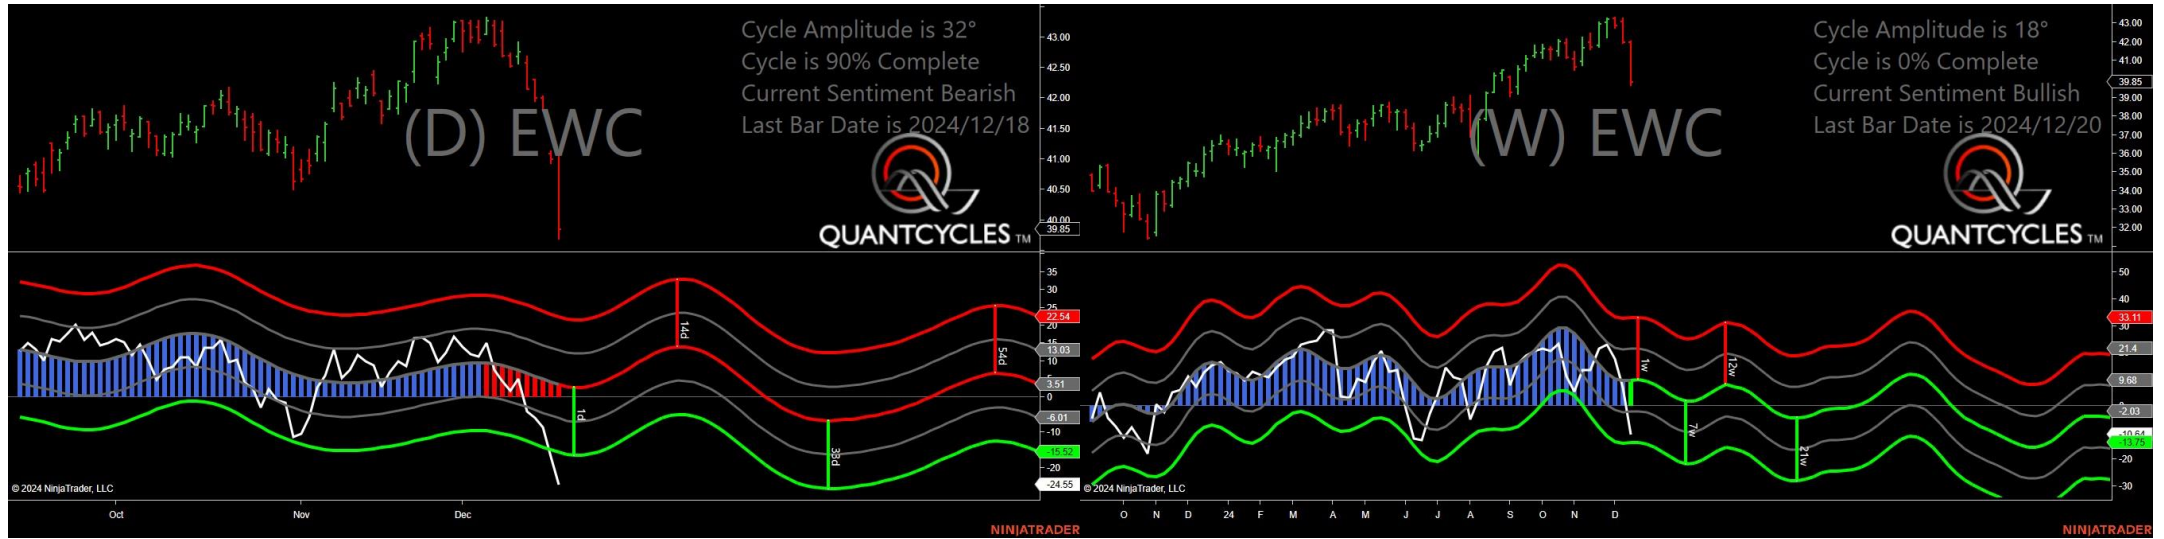 Cycle Amplitude is 32°
Cycle is 90% Complete
Current Sentiment Bearish
Last Bar Date is 2024/12/18
(D) EWC
QUANTCYCLES TM
43.00
42.50
42.00
41.50
41.00
40.50
40.00
39.85
35
30
25
22.54
20
15
13.03
10
5
3.51
0
-6.01
-10
-15.52
-20
-24.55
14d
54d
1d
33d
© 2024 NinjaTrader, LLC
Oct
Nov
Dec
NINJATRADER
Cycle Amplitude is 18°
Cycle is 0% Complete
Current Sentiment Bullish
Last Bar Date is 2024/12/20
(W) EWC
QUANTCYCLES TM
43.00
42.00
41.00
39.85
39.00
38.00
37.00
36.00
35.00
34.00
33.00
32.00
50
40
33.11
30
21.4
9.68
-2.03
-10.64
-13.75
-20
-30
1w
12w
7w
21w
© 2024 NinjaTrader, LLC
O N D 24 F M A M J J A S O N D
NINJATRADER